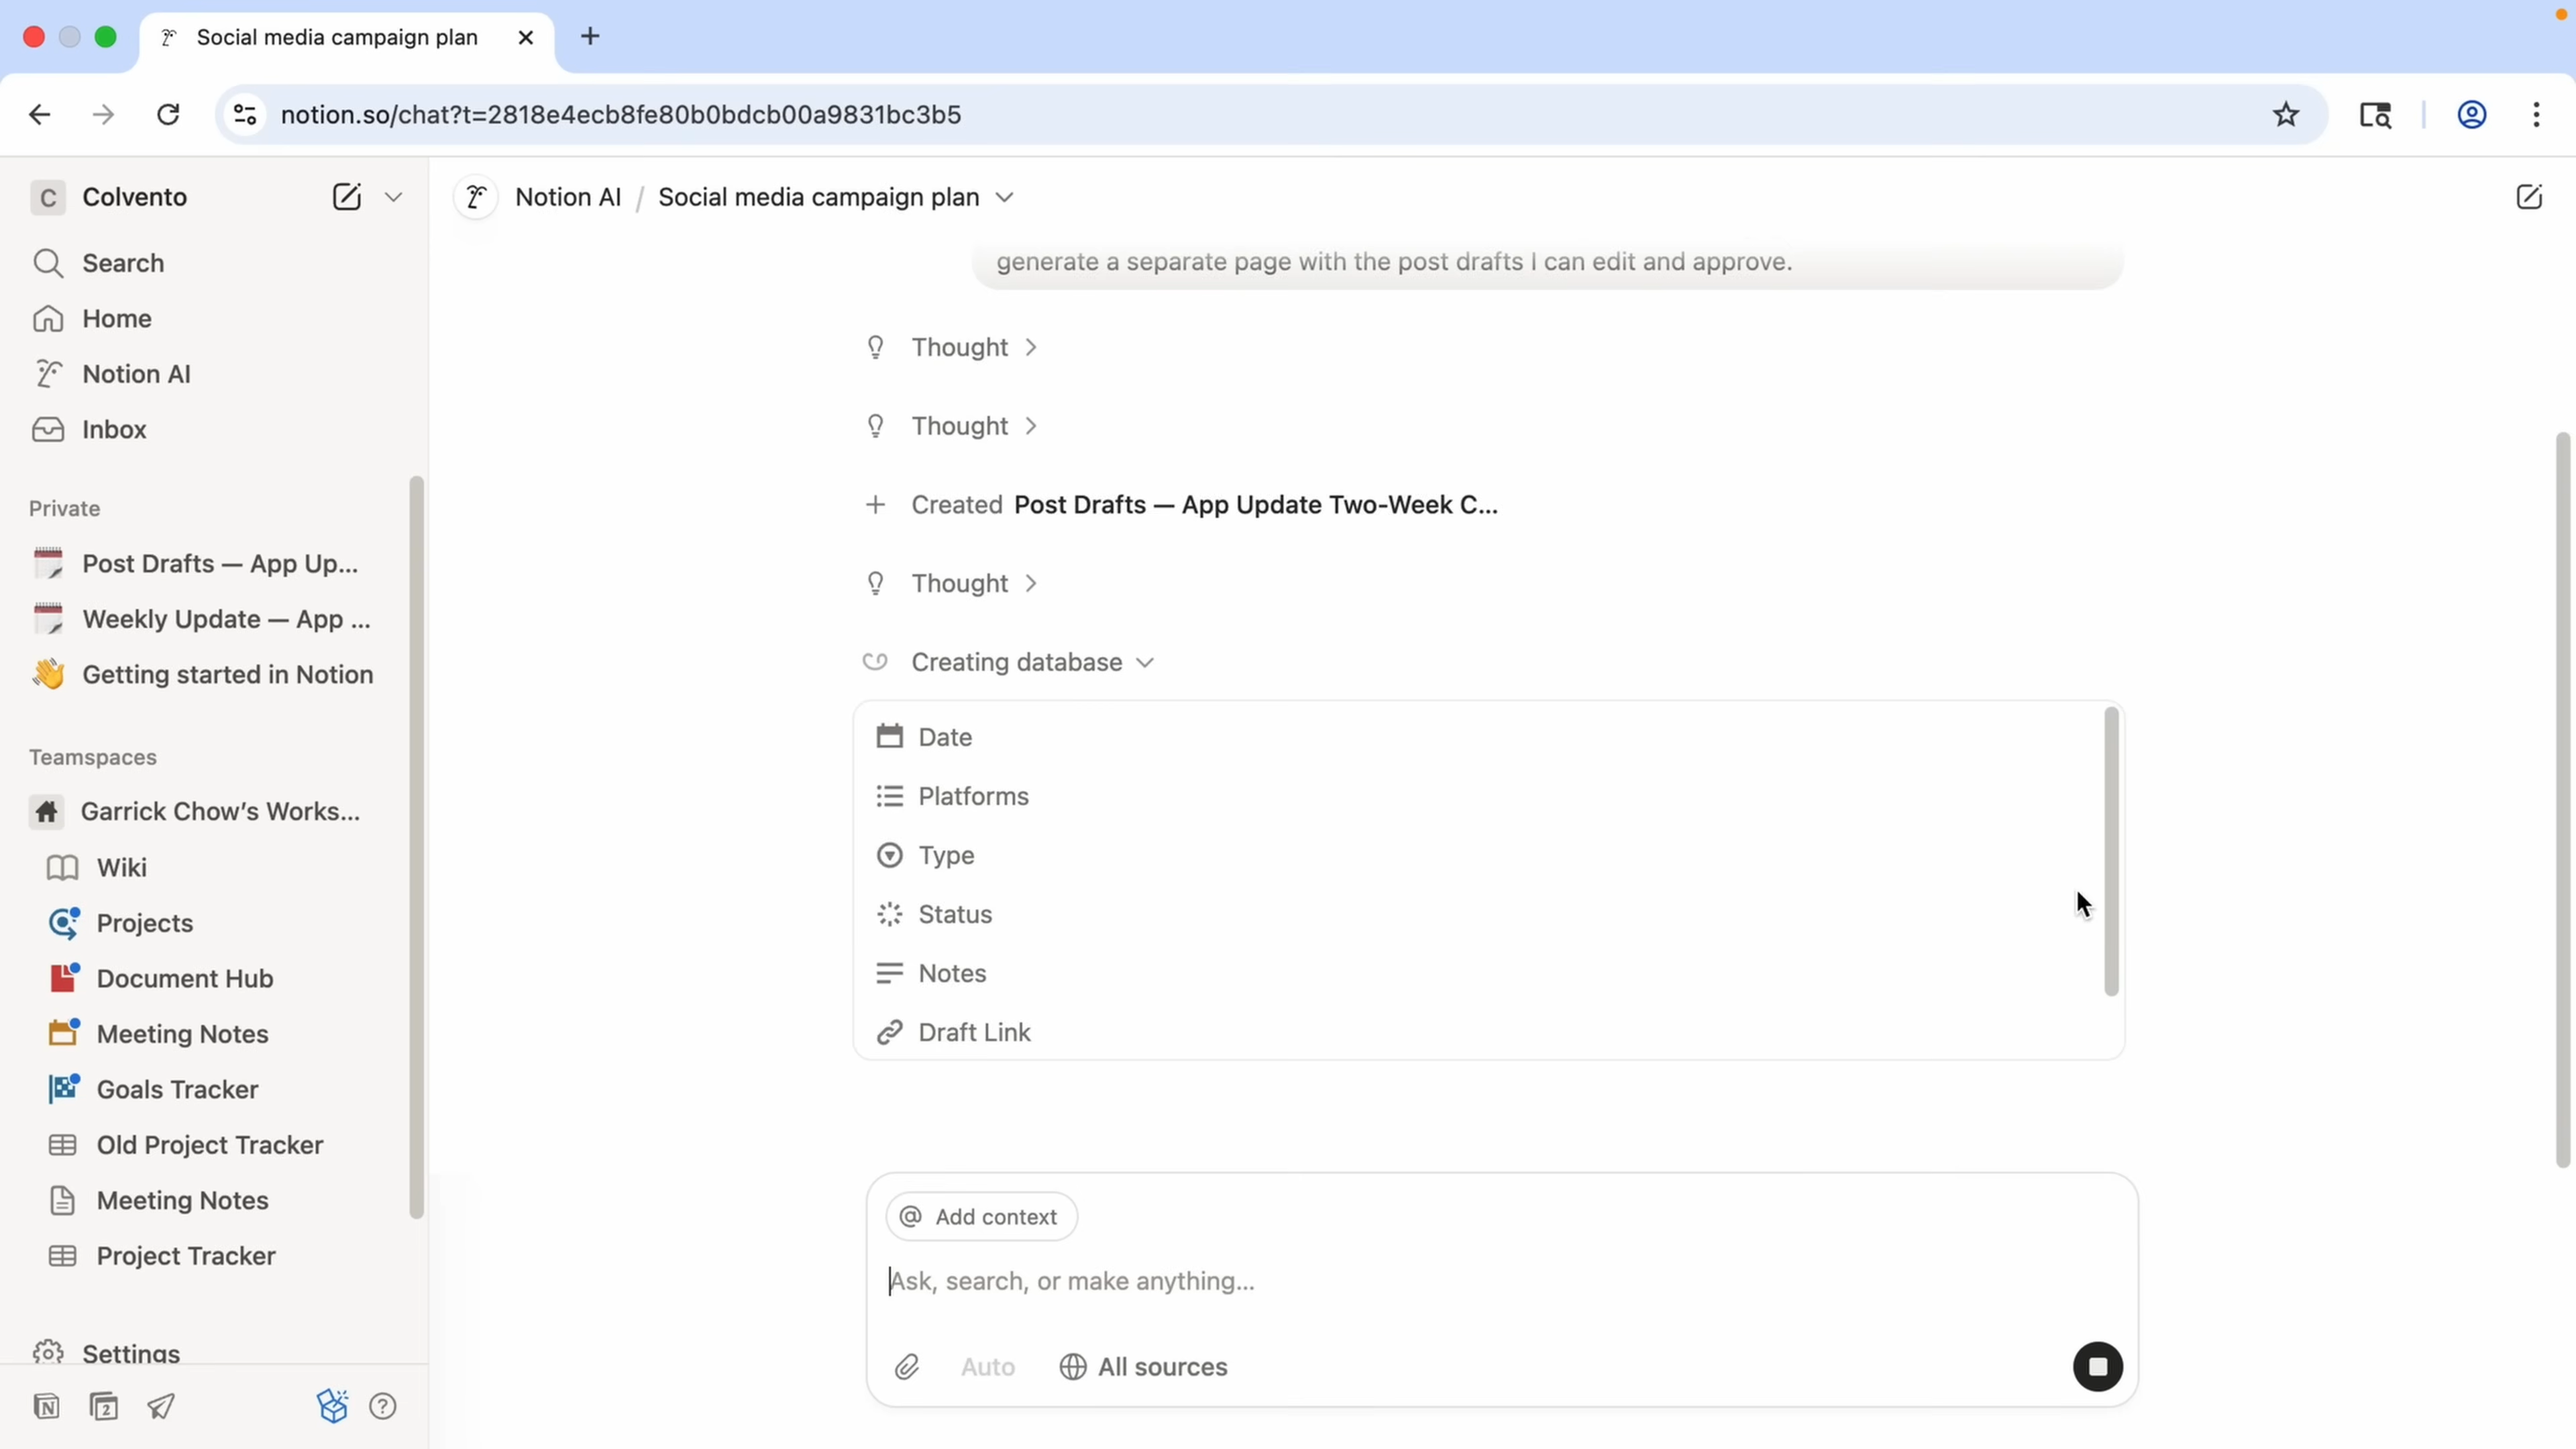 Social media campaign plan
notion.so/chat?t=2818e4ecb8fe80b0bdcb00a9831bc3b5
C Colvento
Search
Home
Notion AI
Inbox
Private
Post Drafts — App Up...
Weekly Update — App ...
Getting started in Notion
Teamspaces
Garrick Chow's Works...
Wiki
Projects
Document Hub
Meeting Notes
Goals Tracker
Old Project Tracker
Meeting Notes
Project Tracker
Settings
2
Notion AI / Social media campaign plan
generate a separate page with the post drafts I can edit and approve.
Thought
Thought
Created Post Drafts — App Update Two-Week C...
Thought
Creating database
Date
Platforms
Type
Status
Notes
Draft Link
@ Add context
Ask, search, or make anything...
Auto All sources